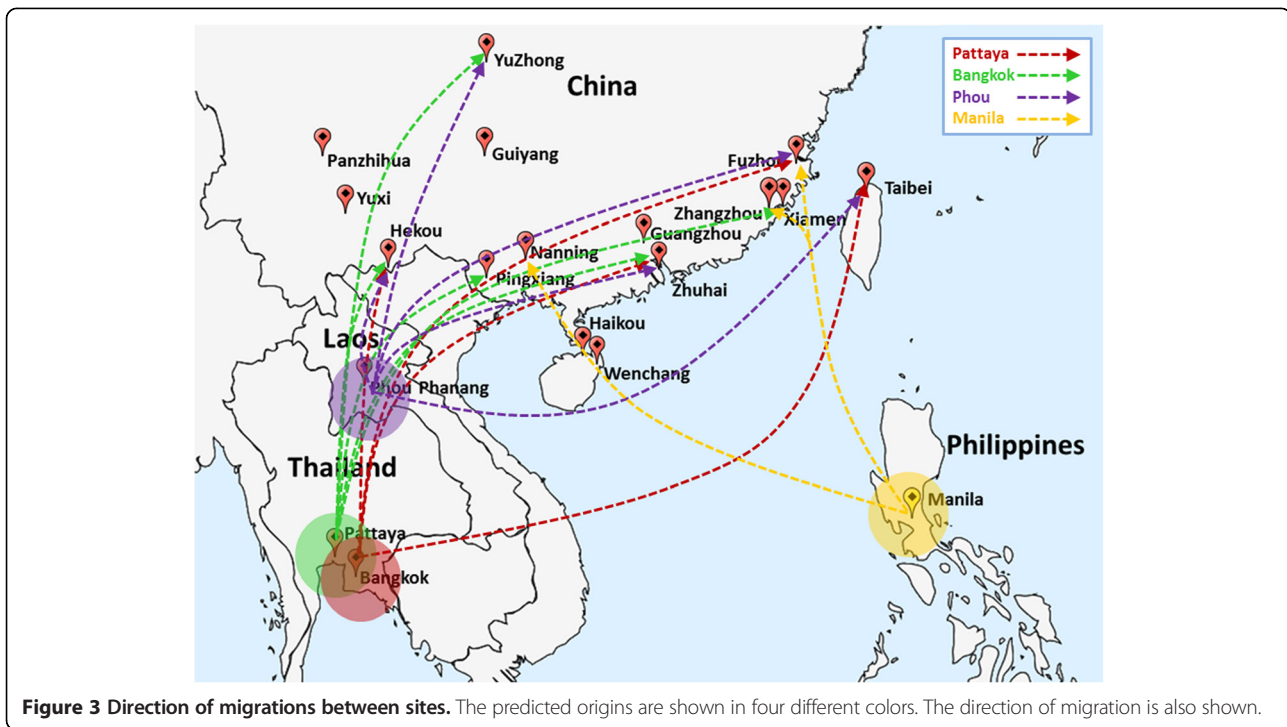 YuZhong
China
Pattaya
Bangkok
Phou
Manila
Panzhihua
Guiyang
Fuzhou
Taibei
Yuxi
Zhangzhou
Xiamen
Hekou
Guangzhou
Nanning
Pingxiang
Zhuhai
Haikou
Laos
Wenchang
Phou Phanang
Philippines
Thailand
Manila
Pattaya
Bangkok
Figure 3 Direction of migrations between sites. The predicted origins are shown in four different colors. The direction of migration is also shown.